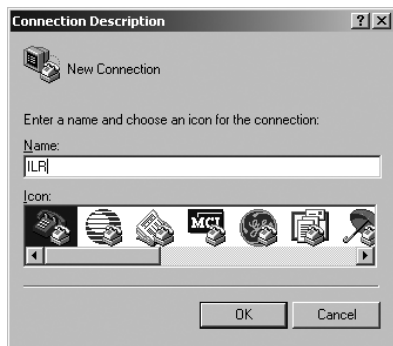 Connection Description
New Connection
Enter a name and choose an icon for the connection:
Name:
ILR
Icon:
MCI
OK Cancel